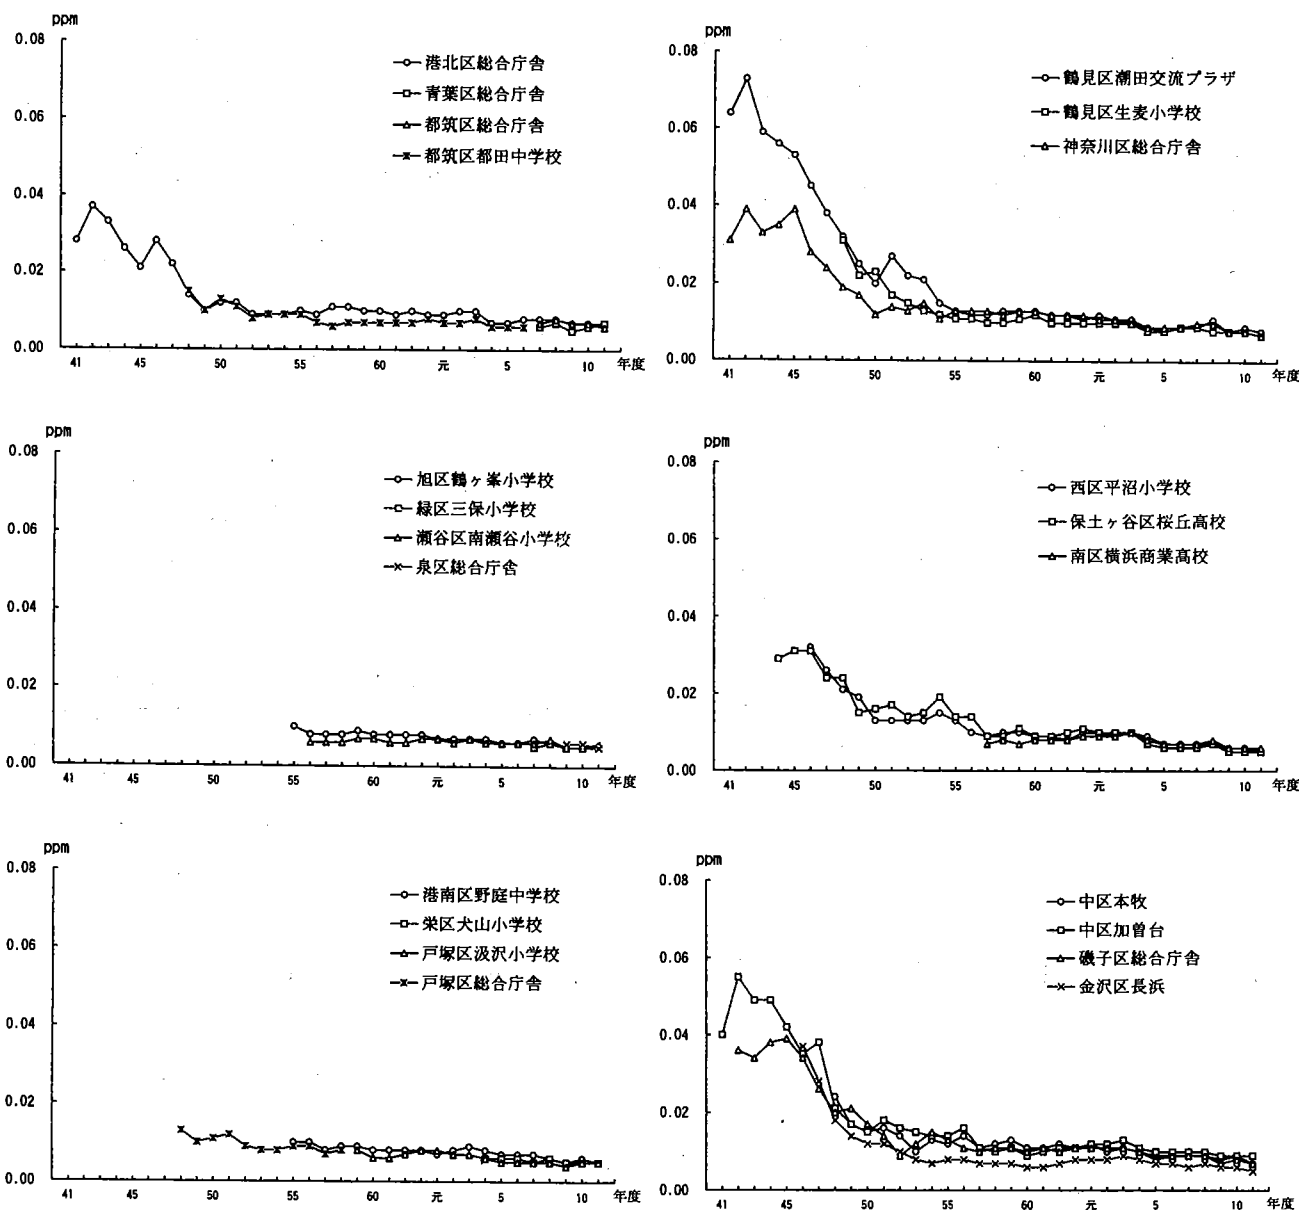 ppm
0.08
0.06
0.04
0.02
0.00
港北区総合庁舎
青葉区総合庁舎
都筑区総合庁舎
都筑区都田中学校
41 45 50 55 60 元 5 10 年度
ppm
0.08
0.06
0.04
0.02
0.00
鶴見区潮田交流プラザ
鶴見区生麦小学校
神奈川区総合庁舎
41 45 50 55 60 元 5 10 年度
ppm
0.08
0.06
0.04
0.02
0.00
旭区鶴ヶ峯小学校
緑区三保小学校
瀬谷区南瀬谷小学校
泉区総合庁舎
41 45 50 55 60 元 5 10 年度
ppm
0.08
0.06
0.04
0.02
0.00
西区平沼小学校
保土ヶ谷区桜丘高校
南区横浜商業高校
41 45 50 55 60 元 5 10 年度
ppm
0.08
0.06
0.04
0.02
0.00
港南区野庭中学校
栄区犬山小学校
戸塚区汲沢小学校
戸塚区総合庁舎
41 45 50 55 60 元 5 10 年度
ppm
0.08
0.06
0.04
0.02
0.00
中区本牧
中区加曽台
磯子区総合庁舎
金沢区長浜
41 45 50 55 60 元 5 10 年度